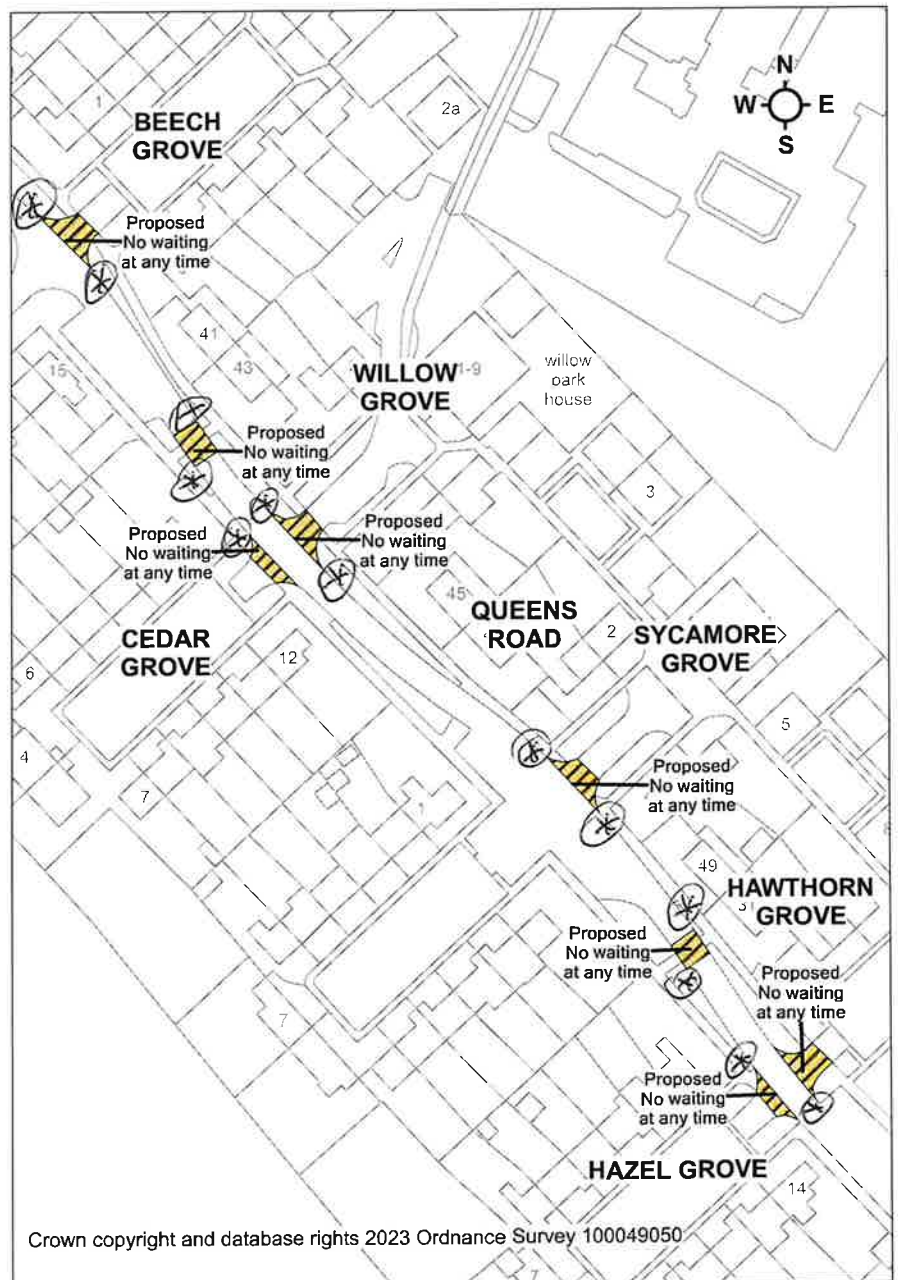 N
W
E
S
1
2a
BEECH
GROVE
Proposed
No waiting
at any time
41
43
15
WILLOW
GROVE
1-9
willow
park
house
Proposed
No waiting
at any time
3
Proposed
No waiting
at any time
Proposed
No waiting
at any time
45
QUEENS
ROAD
2
SYCAMORE
GROVE
CEDAR
GROVE
12
6
5
4
7
1
Proposed
No waiting
at any time
49
HAWTHORN
GROVE
Proposed
No waiting
at any time
Proposed
No waiting
at any time
7
Proposed
No waiting
at any time
HAZEL GROVE
14
Crown copyright and database rights 2023 Ordnance Survey 100049050
7